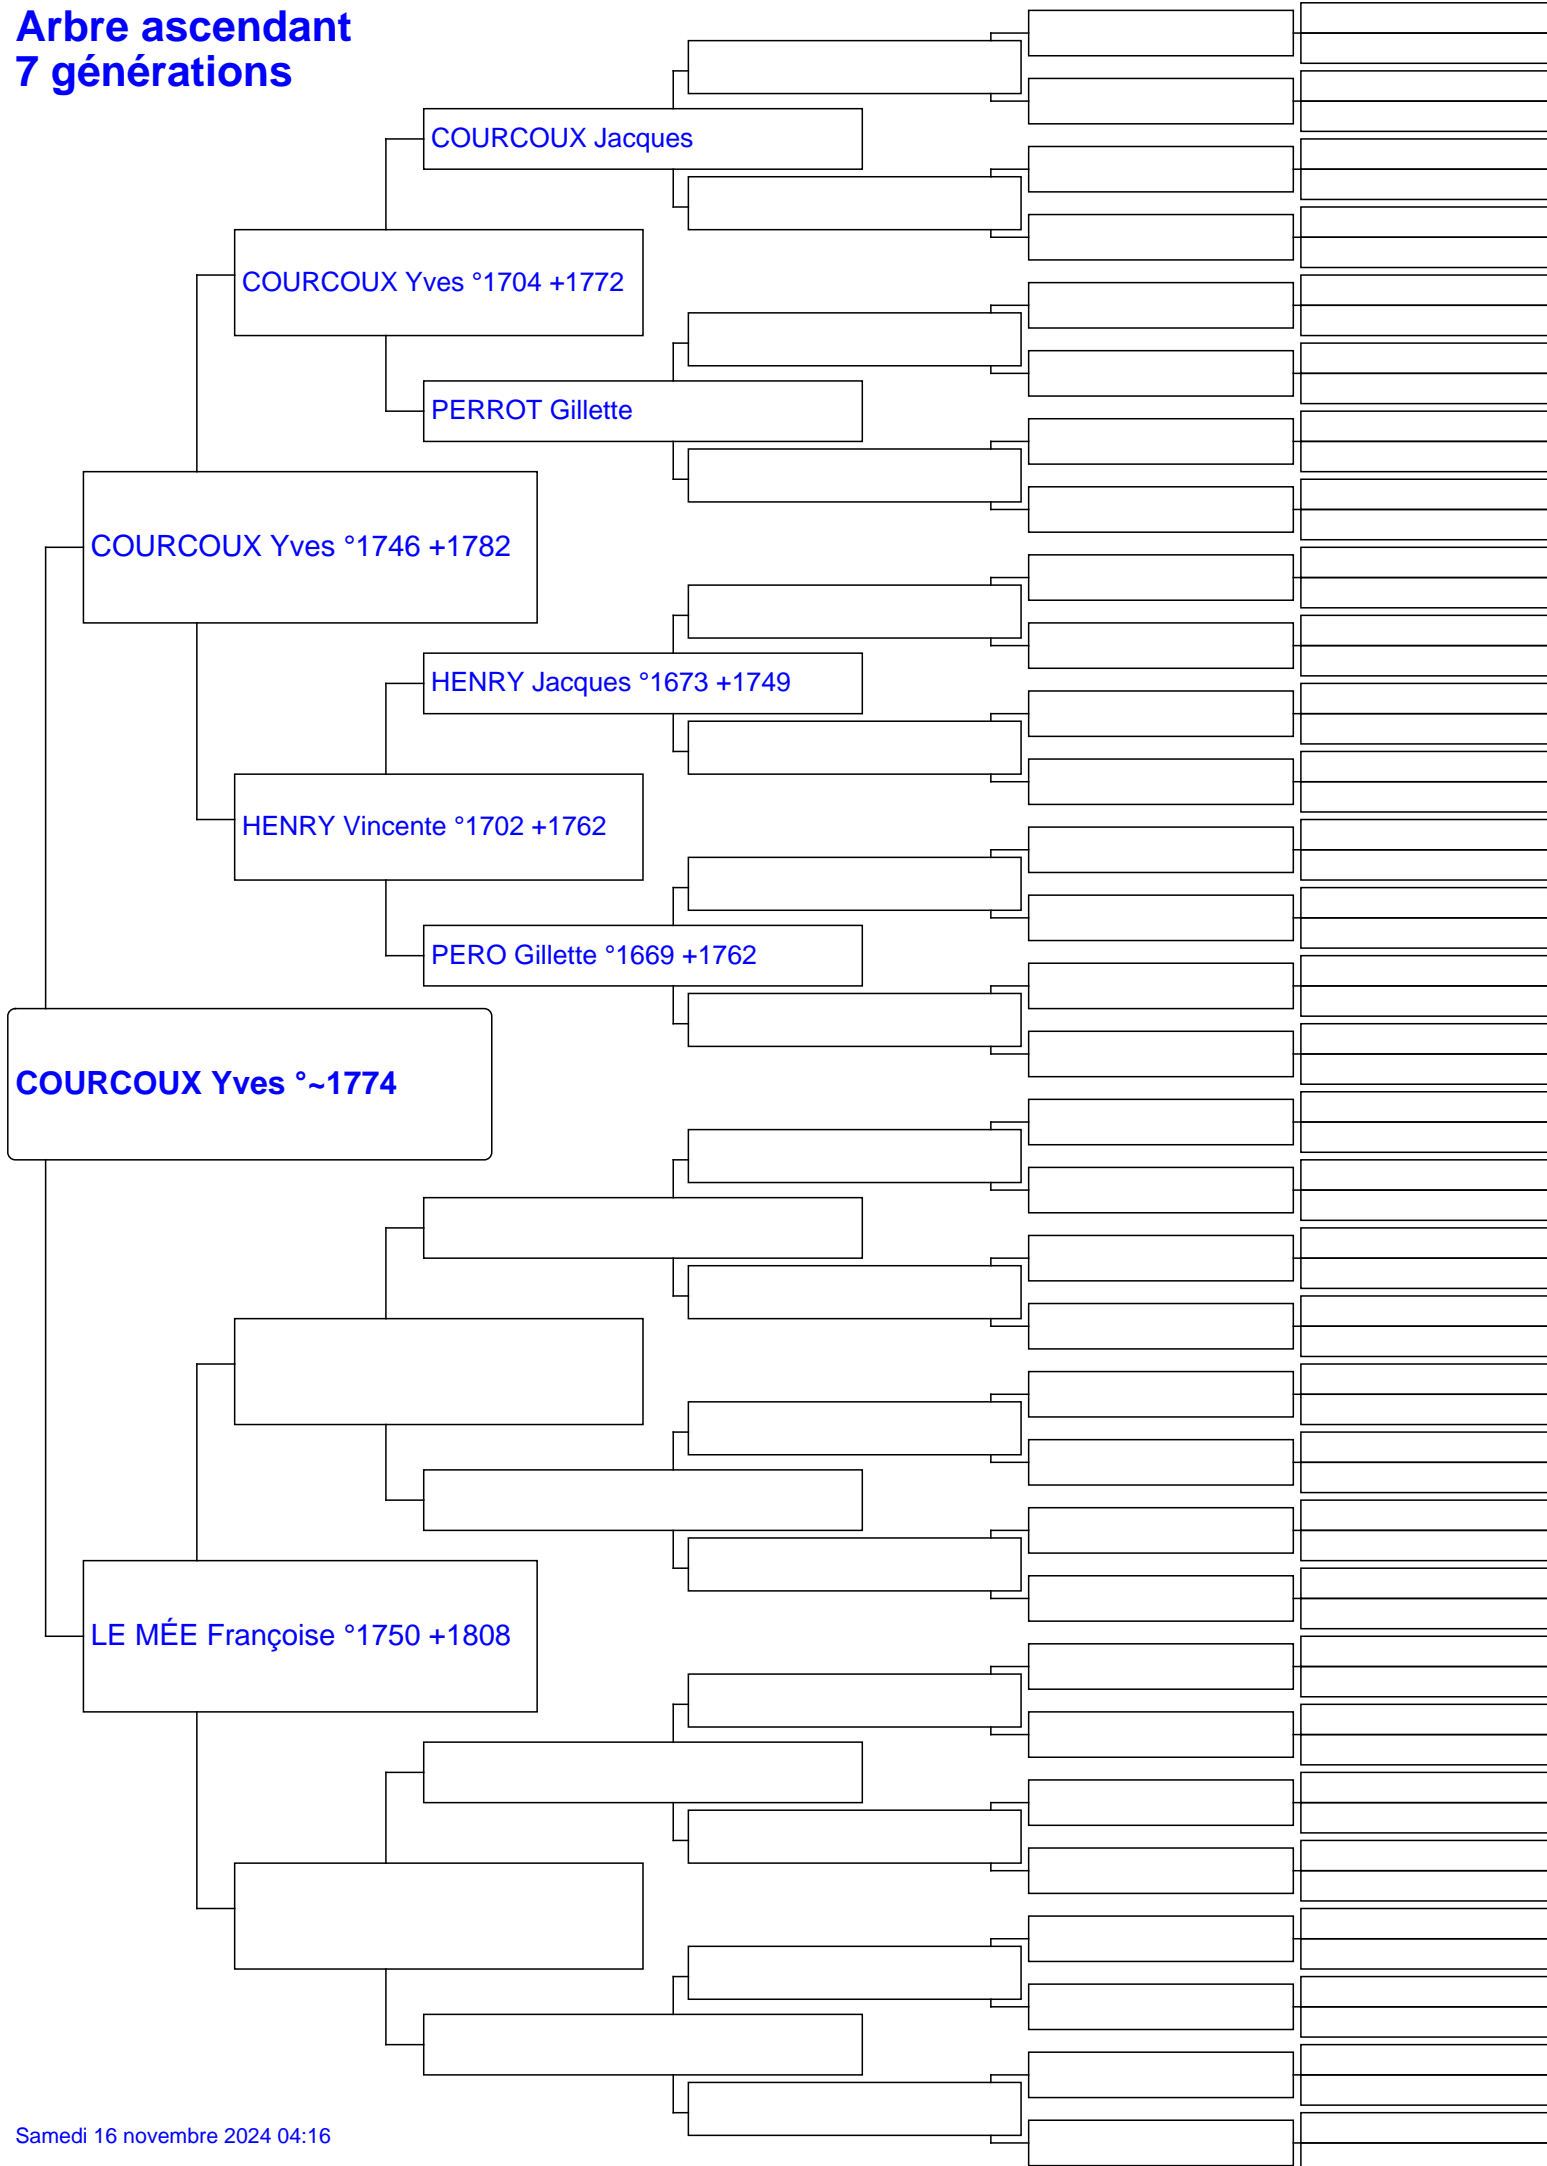 Arbre ascendant
7 générations
COURCOUX Jacques
COURCOUX Yves °1704 +1772
PERROT Gillette
COURCOUX Yves °1746 +1782
HENRY Jacques °1673 +1749
HENRY Vincente °1702 +1762
PERO Gillette °1669 +1762
COURCOUX Yves °~1774
LE MÉE Françoise °1750 +1808
Samedi 16 novembre 2024 04:16